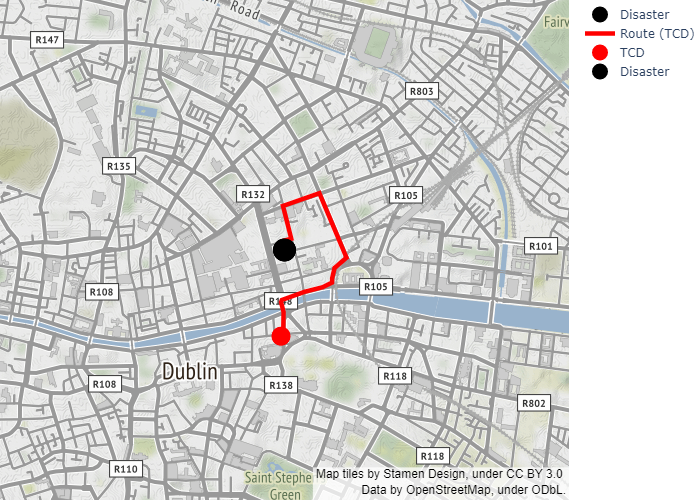 Road
Fairv
R147
R803
R135
R132
R105
R101
R108
R105
R1 8
Dublin
R118
R108
R138
R802
R118
R110
Saint Stephe
Green
Map tiles by Stamen Design, under CC BY 3.0
Data by OpenStreetMap, under ODbL
Disaster
Route (TCD)
TCD
Disaster